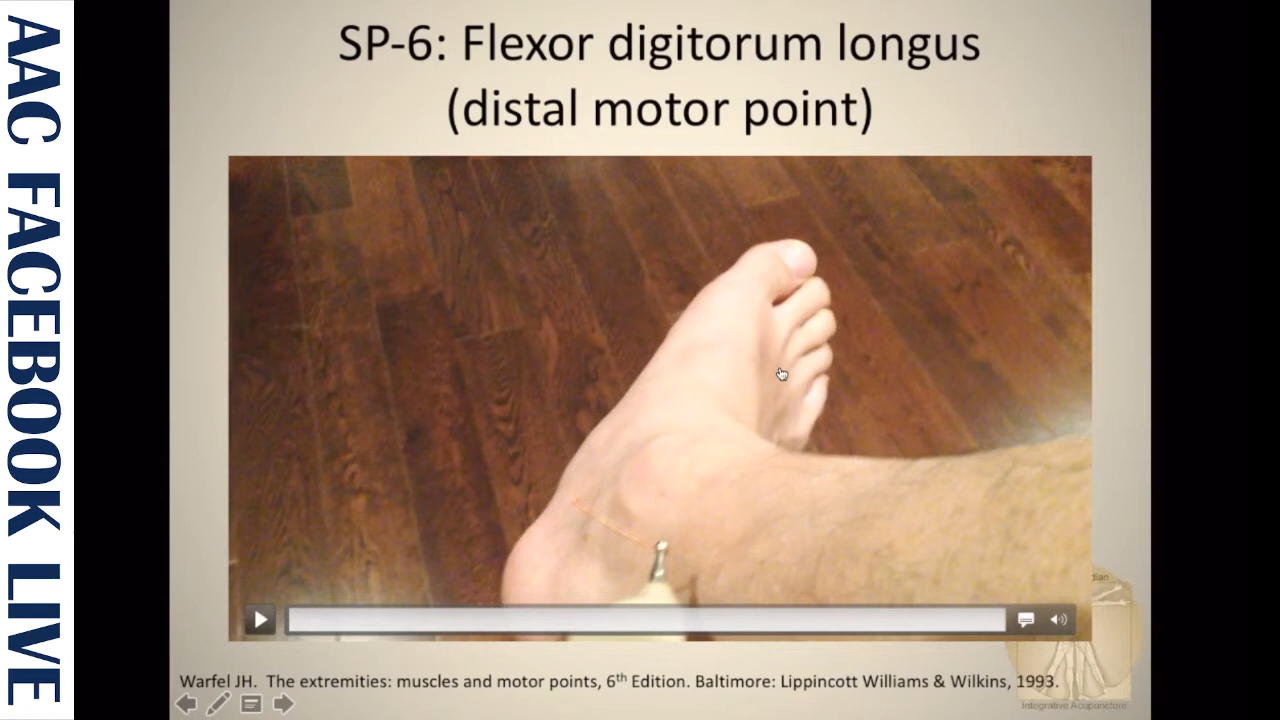 AAC FACEBOOK LIVE
SP-6: Flexor digitorum longus
(distal motor point)
dian
Warfel JH. The extremities: muscles and motor points, 6th Edition. Baltimore: Lippincott Williams & Wilkins, 1993.
Integrative Acupuncture